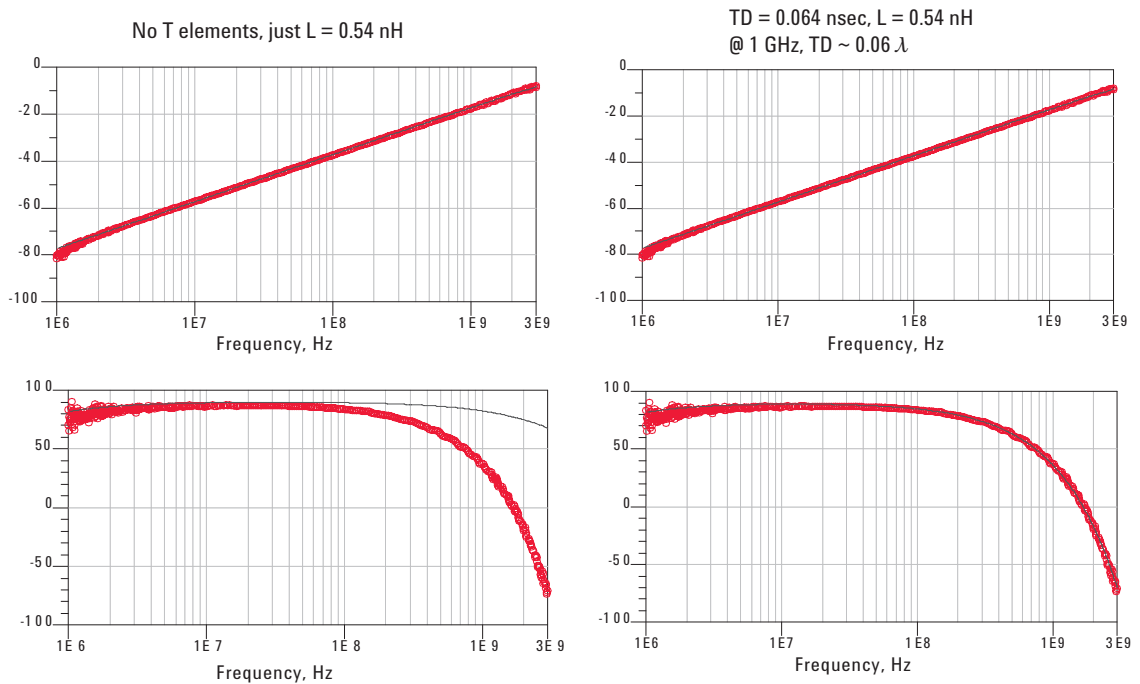 No T elements, just L = 0.54 nH
TD = 0.064 nsec, L = 0.54 nH
@ 1 GHz, TD ~ 0.06 λ
0
-20
-40
-60
-80
-100
1E6
1E7
1E8
1E9
3E9
Frequency, Hz
0
-20
-40
-60
-80
-100
1E6
1E7
1E8
1E9
3E9
Frequency, Hz
100
50
0
-50
-100
1E6
1E7
1E8
1E9
3E9
Frequency, Hz
100
50
0
-50
-100
1E6
1E7
1E8
1E9
3E9
Frequency, Hz